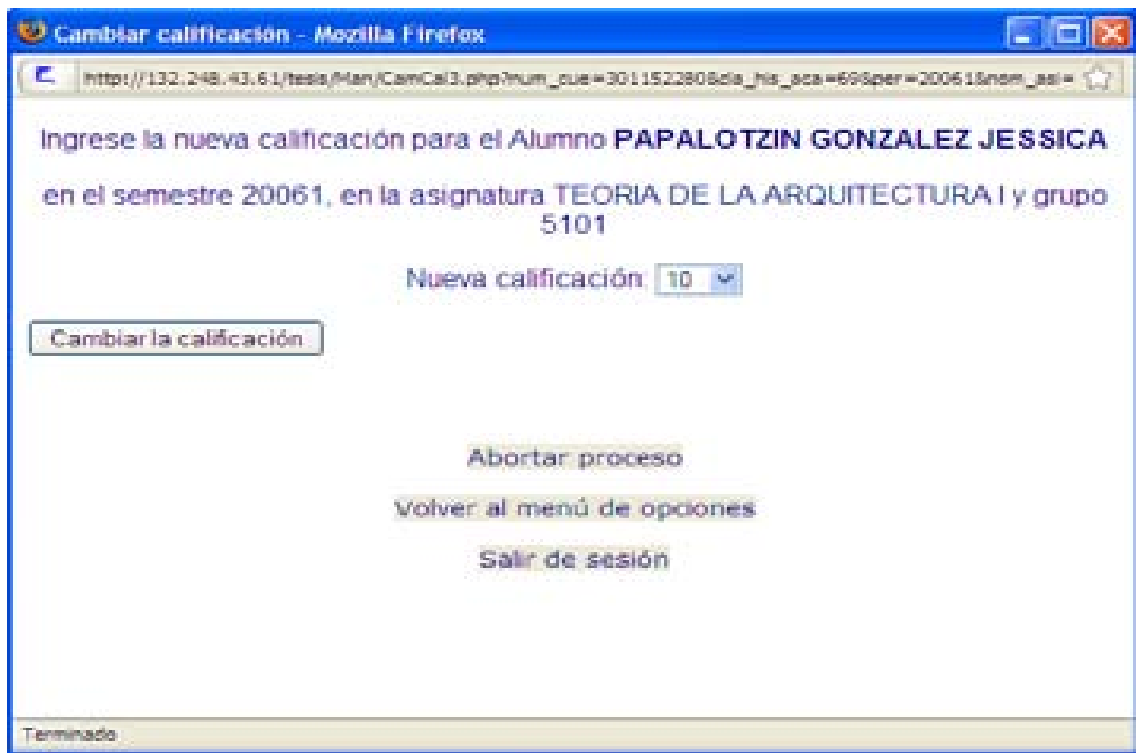 Cambiar calificación - Mozilla Firefox
http://132.248.43.61/tesis/Man/CamCal3.php?num_cue=301152280&cla_his_aca=69&per=20061&nom_asi=
Ingrese la nueva calificación para el Alumno PAPALOTZIN GONZALEZ JESSICA
en el semestre 20061, en la asignatura TEORIA DE LA ARQUITECTURA I y grupo
5101
Nueva calificación: 10
Cambiar la calificación
Abortar proceso
Volver al menú de opciones
Salir de sesión
Terminado